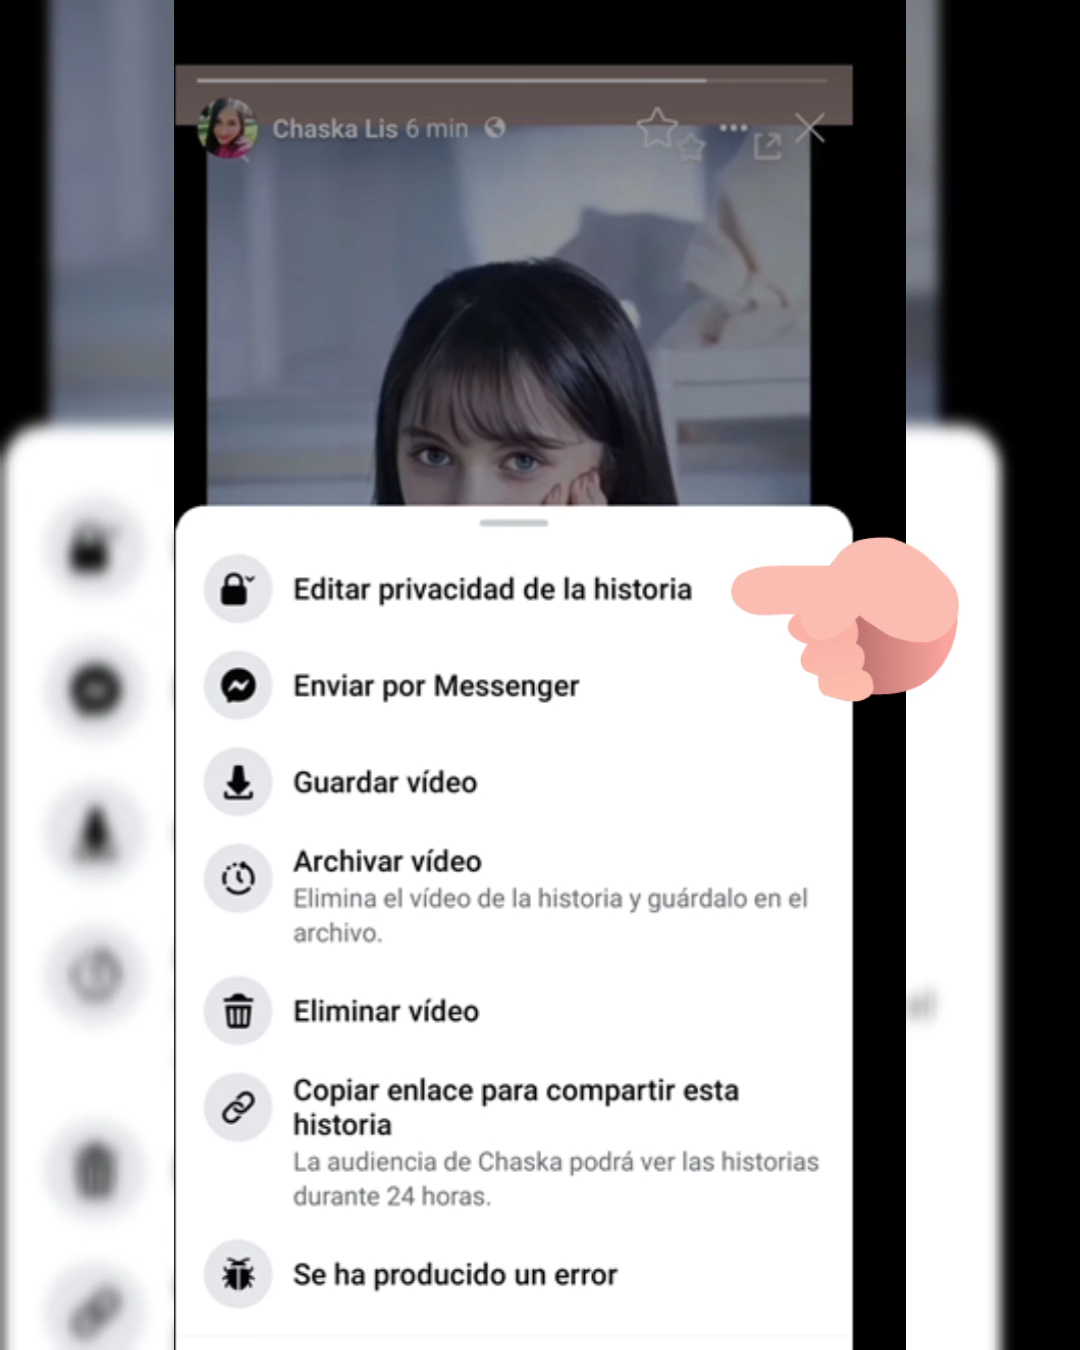 Chaska Lis 6 min
Editar privacidad de la historia
Enviar por Messenger
Guardar vídeo
Archivar vídeo
Elimina el vídeo de la historia y guárdalo en el
archivo.
Eliminar vídeo
Copiar enlace para compartir esta
historia
La audiencia de Chaska podrá ver las historias
durante 24 horas.
Se ha producido un error